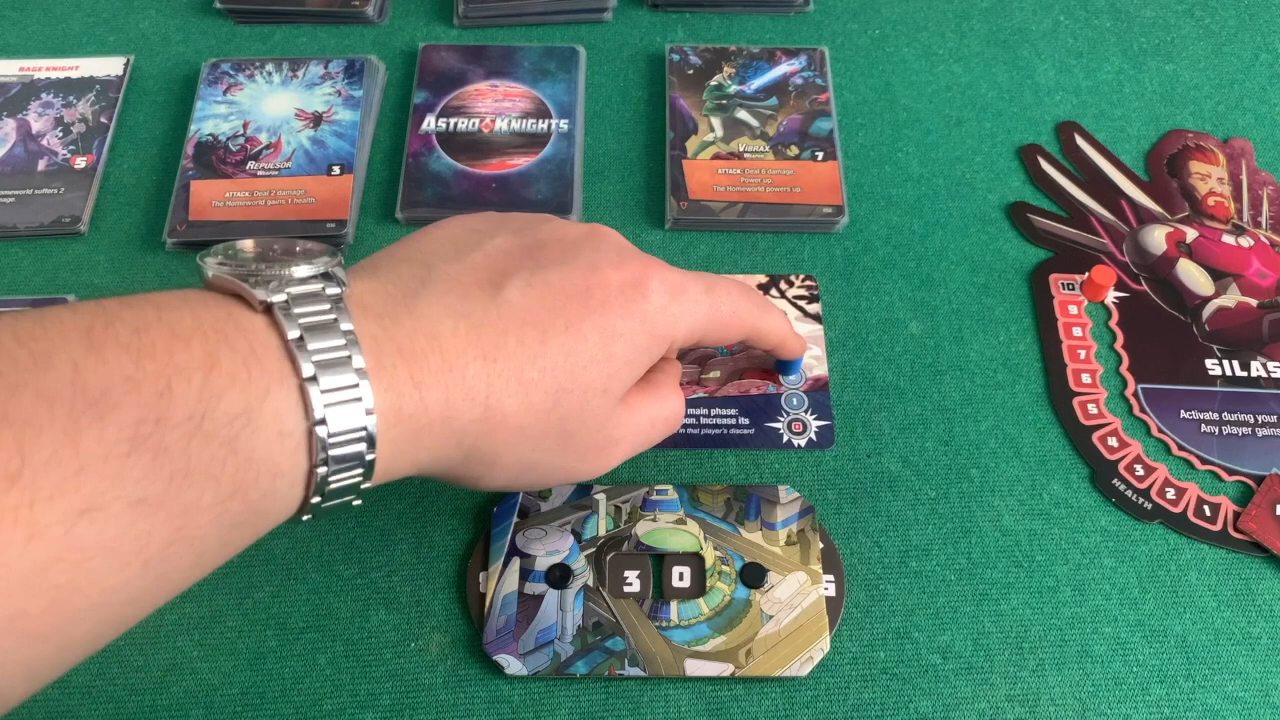 RAGE KNIGHT
5
omeworld suffers 2
mage
REPULSOR
WEAPON
3
ATTACK: Deal 2 damage.
The Homeworld gains 1 health.
ASTRO KNIGHTS
VIBRAX
WEAPON
7
ATTACK: Deal 6 damage.
Power up.
The Homeworld powers up.
main phase:
on. Increase its
in that player's discard
1
0
3 0
10
9
8
7
6
5
4
3
2
1
HEALTH
SILAS
Activate during your
Any player gains